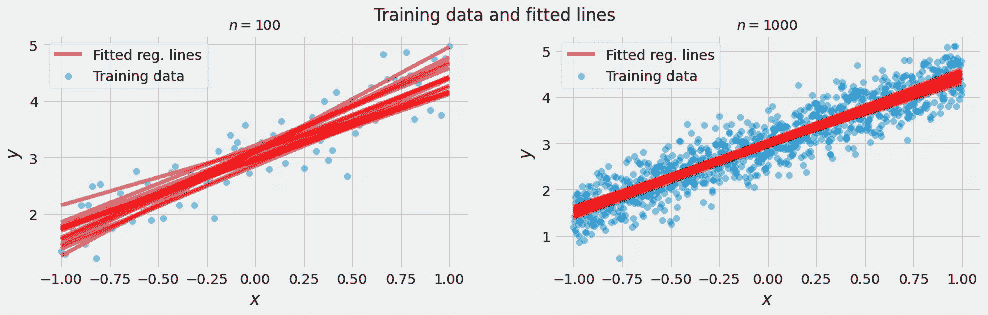 Training data and fitted lines
n = 100
Fitted reg. lines
Training data
5
4
3
2
y
−1.00 −0.75 −0.50 −0.25 0.00 0.25 0.50 0.75 1.00
x
n = 1000
Fitted reg. lines
Training data
5
4
3
2
1
y
−1.00 −0.75 −0.50 −0.25 0.00 0.25 0.50 0.75 1.00
x